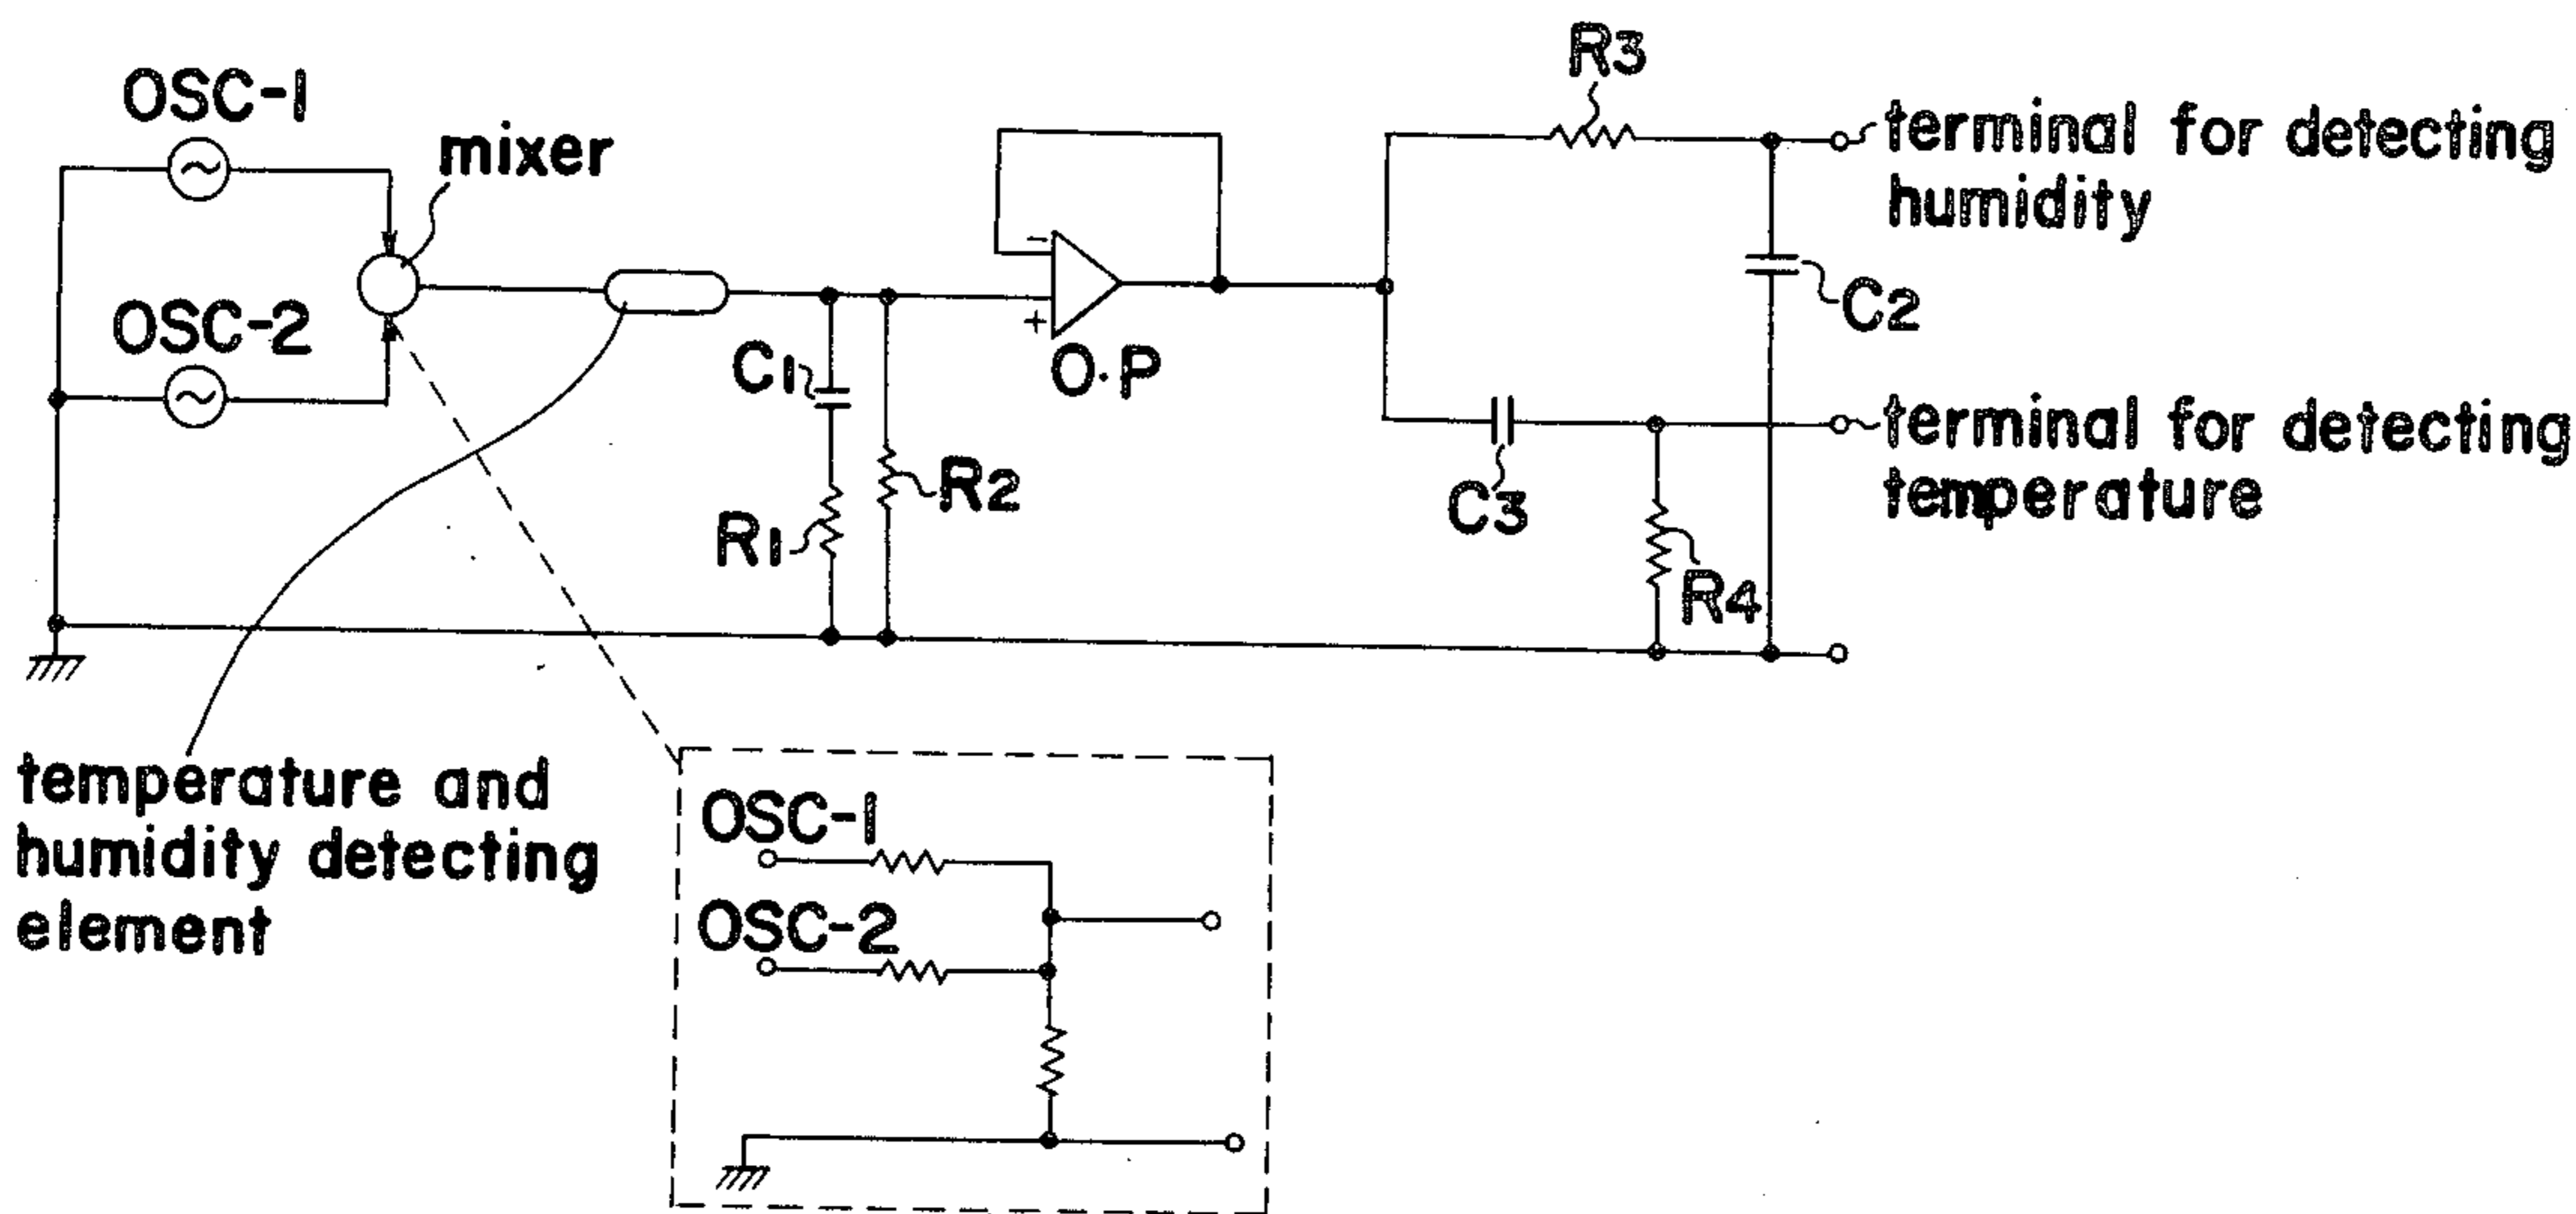 OSC-1
mixer
OSC-2
C1
R1
R2
-
+
O·P
R3
terminal for detecting
humidity
C2
terminal for detecting
temperature
C3
R4
temperature and
humidity detecting
element
OSC-1
OSC-2